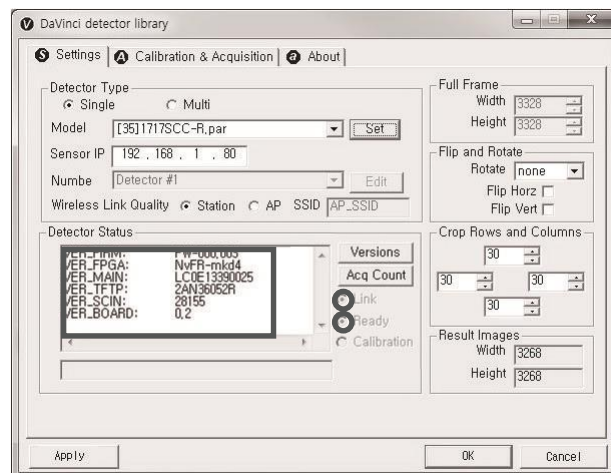 DaVinci detector library
Settings
Calibration & Acquisition
About
Detector Type
Single
Multi
Model
[35]1717SCC-R,par
Set
Sensor IP
192 . 168 . 1 . 80
Numbe
Detector #1
Edit
Wireless Link Quality
Station
AP
SSID
AP_SSID
Detector Status
VER_FIRM:
VER_FPGA: NvFR-mkd4
VER_MAIN: LC0E13390025
VER_TFTP: 2AN36052R
VER_SCIN: 28155
VER_BOARD: 0,2
Versions
Acq Count
Link
Ready
Calibration
Full Frame
Width 3328
Height 3328
Flip and Rotate
Rotate none
Flip Horz
Flip Vert
Crop Rows and Columns
30
30 30
30
Result Images
Width 3268
Height 3268
Apply
OK
Cancel